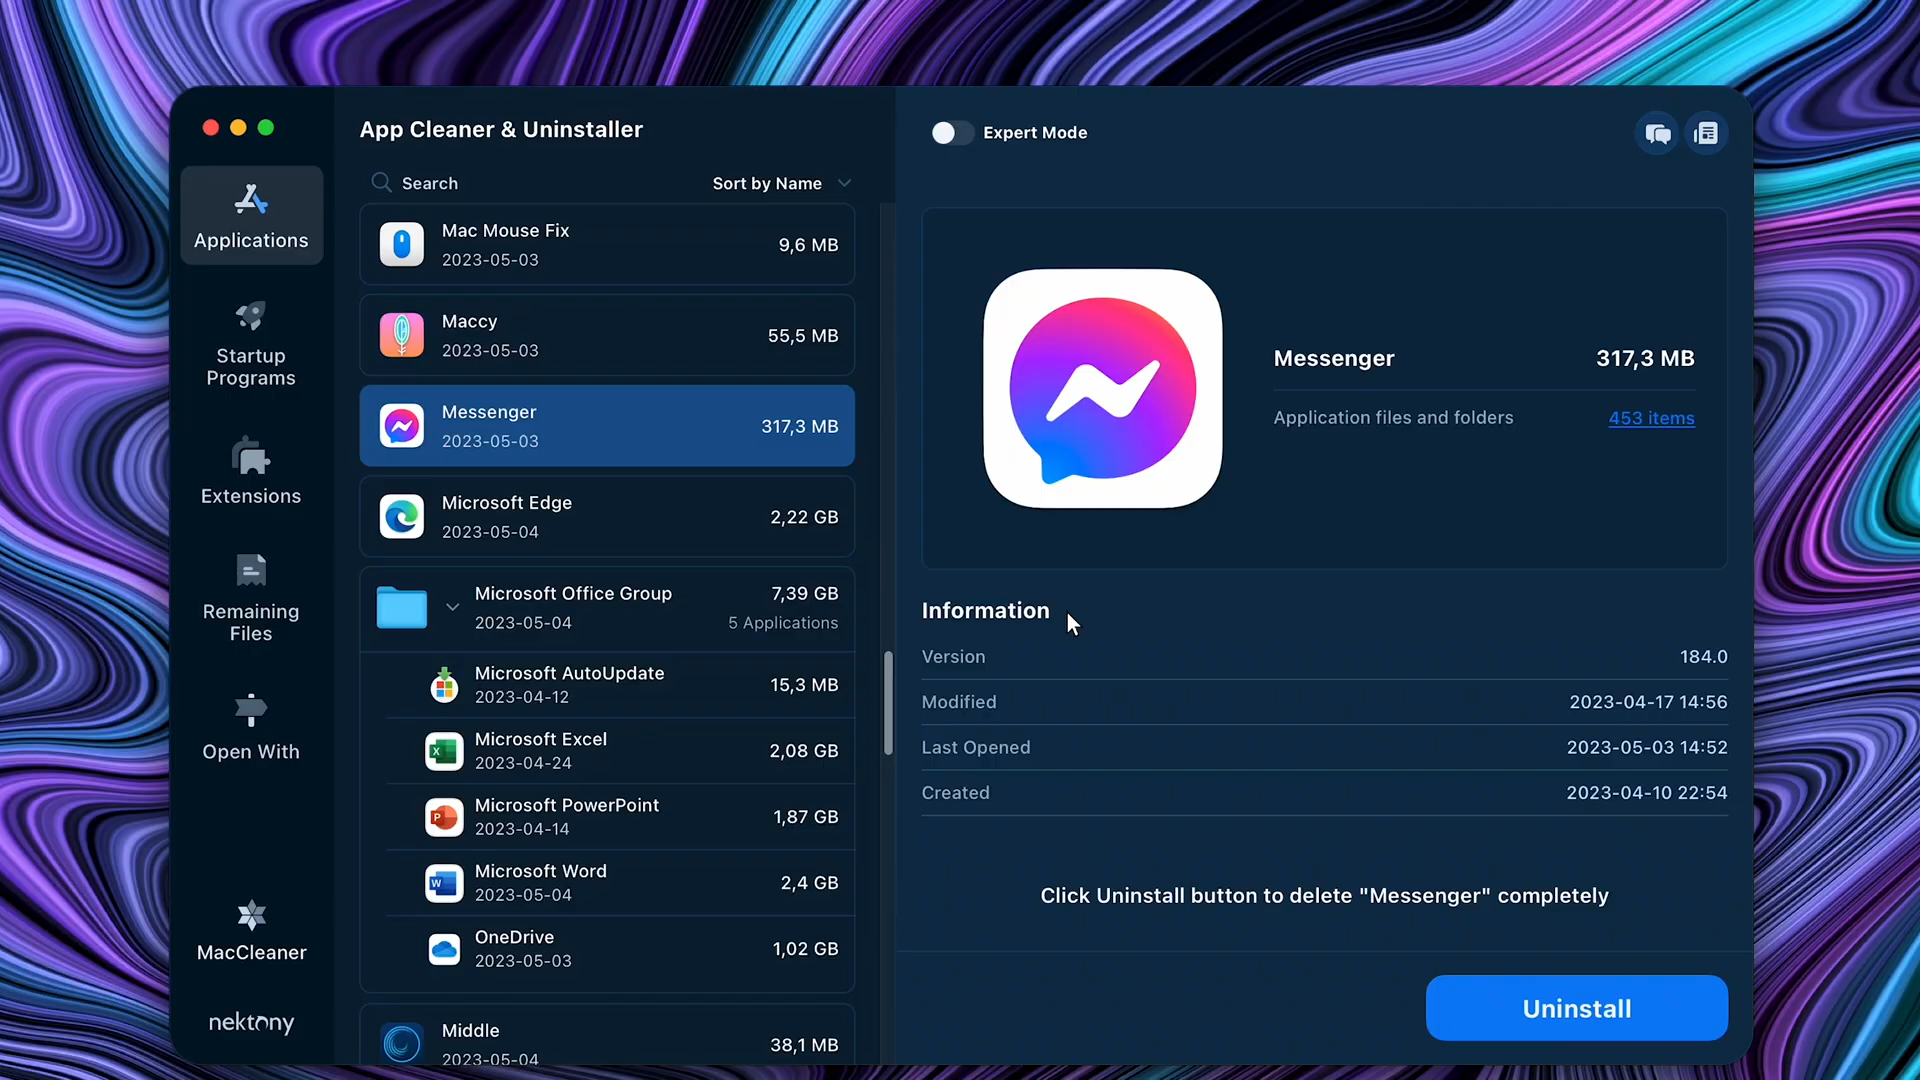 App Cleaner & Uninstaller
Expert Mode
Search
Sort by Name
Applications
Startup
Programs
Extensions
Remaining
Files
Open With
MacCleaner
nektony
Mac Mouse Fix
9,6 MB
2023-05-03
Maccy
55,5 MB
2023-05-03
Messenger
317,3 MB
2023-05-03
Microsoft Edge
2,22 GB
2023-05-04
Microsoft Office Group
7,39 GB
2023-05-04
5 Applications
Microsoft AutoUpdate
15,3 MB
2023-04-12
Microsoft Excel
2,08 GB
2023-04-24
Microsoft PowerPoint
1,87 GB
2023-04-14
Microsoft Word
2,4 GB
2023-05-04
OneDrive
1,02 GB
2023-05-03
Middle
38,1 MB
2023-05-04
Messenger 317,3 MB
Application files and folders 453 items
Information
Version 184.0
Modified 2023-04-17 14:56
Last Opened 2023-05-03 14:52
Created 2023-04-10 22:54
Click Uninstall button to delete "Messenger" completely
Uninstall